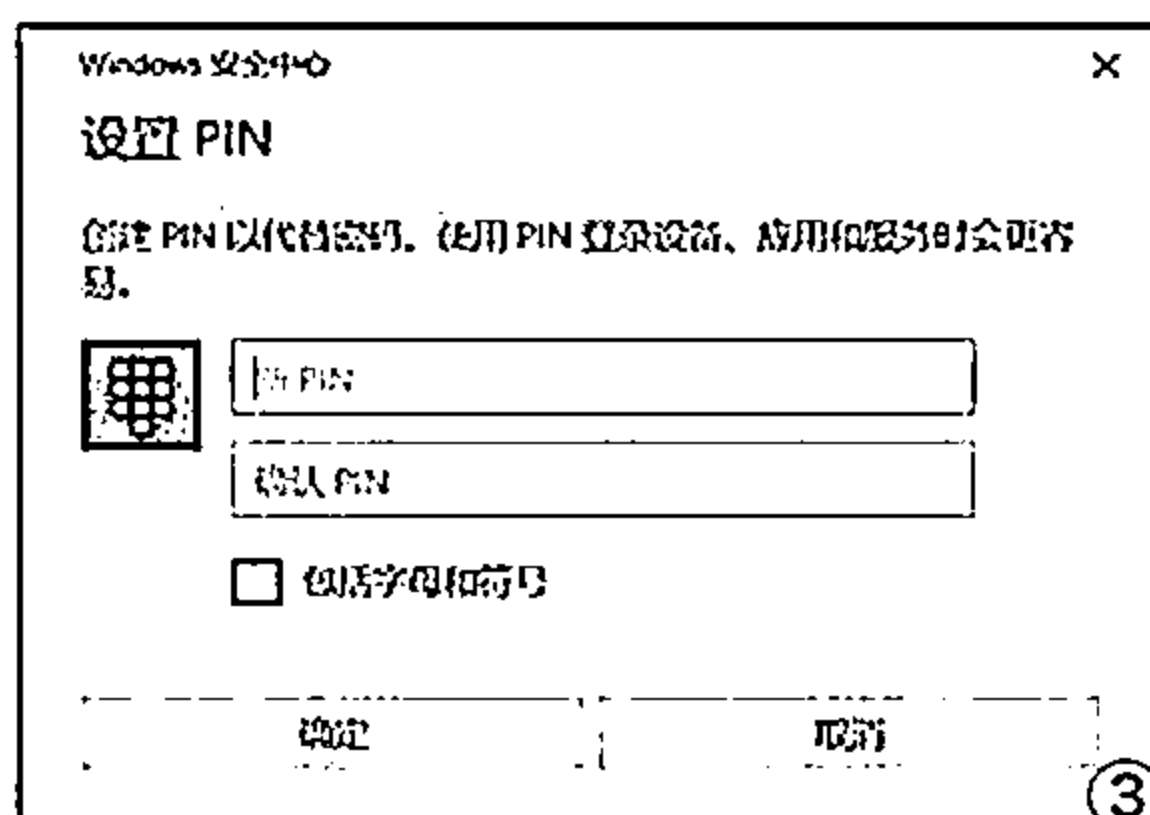 Windows 安全中心
设置 PIN
创建 PIN 以代替密码。使用 PIN 登录设备、应用和服务时会更容
易。
新 PIN
确认 PIN
包括字母和符号
确定
取消
③